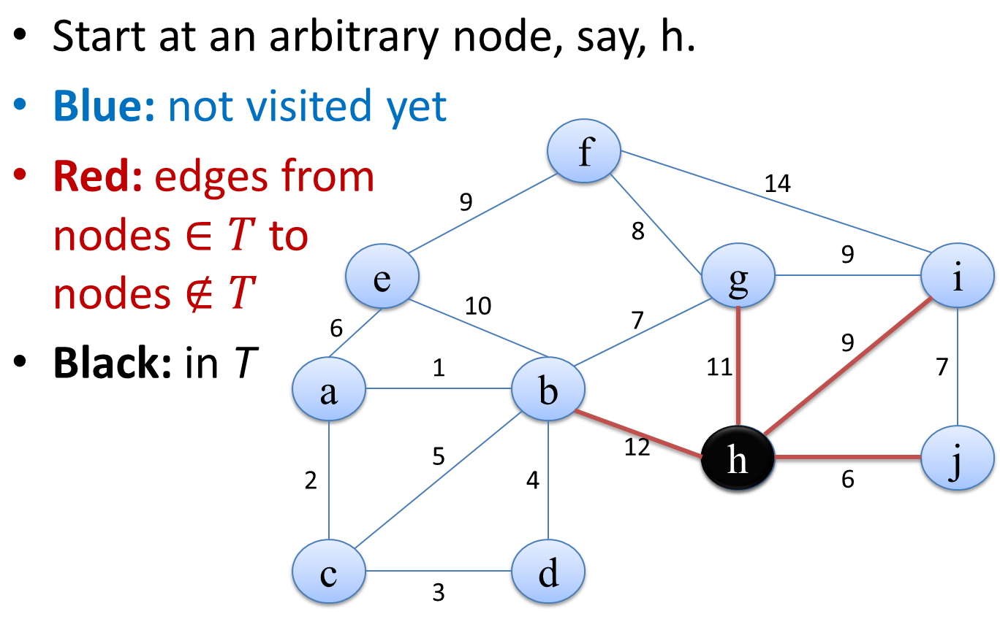 • Start at an arbitrary node, say, h.
• Blue: not visited yet
• Red: edges from
nodes ∈ T to
nodes ∉ T
• Black: in T
f
14
9
8
9
e
g
i
10
6
7
9
1
11
7
a
b
12
h
j
5
2
4
6
c
d
3